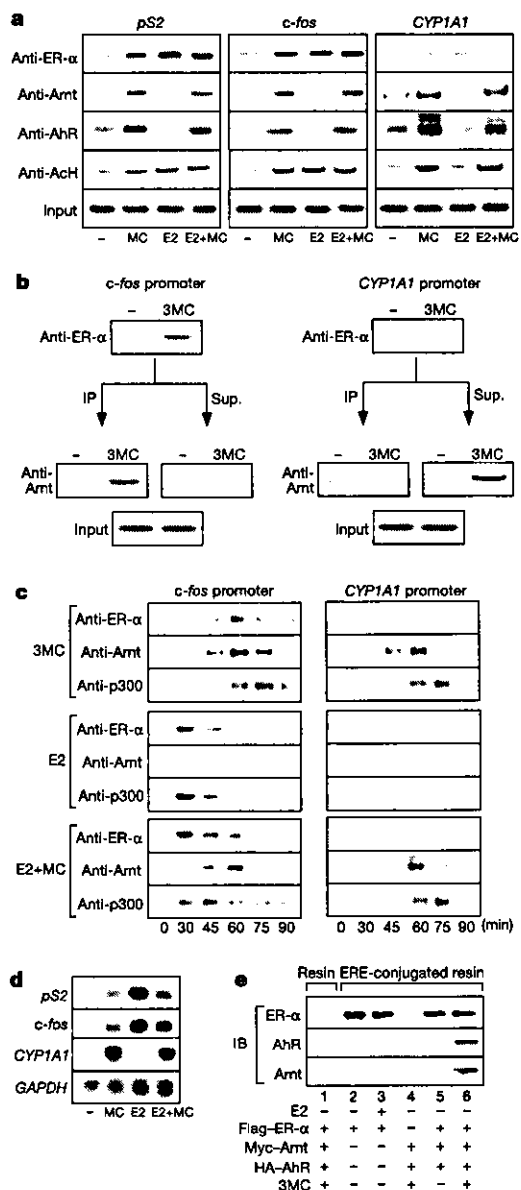 a
pS2 c-fos CYP1A1
Anti-ER-α
Anti-Arnt
Anti-AhR
Anti-AcH
Input
– MC E2 E2+MC – MC E2 E2+MC – MC E2 E2+MC
b
c-fos promoter CYP1A1 promoter
– 3MC – 3MC
Anti-ER-α Anti-ER-α
IP Sup. IP Sup.
– 3MC – 3MC – 3MC – 3MC
Anti-Arnt Anti-Arnt
Input Input
c
c-fos promoter CYP1A1 promoter
3MC
Anti-ER-α
Anti-Arnt
Anti-p300
E2
Anti-ER-α
Anti-Arnt
Anti-p300
E2+MC
Anti-ER-α
Anti-Arnt
Anti-p300
0 30 45 60 75 90 0 30 45 60 75 90 (min)
d
pS2
c-fos
CYP1A1
GAPDH
– MC E2 E2+MC
e
Resin ERE-conjugated resin
IB
ER-α
AhR
Arnt
1 2 3 4 5 6
E2 – – + – – –
Flag–ER-α + + + – + +
Myc–Arnt + – – + + +
HA–AhR + – – + + +
3MC + – – + – +